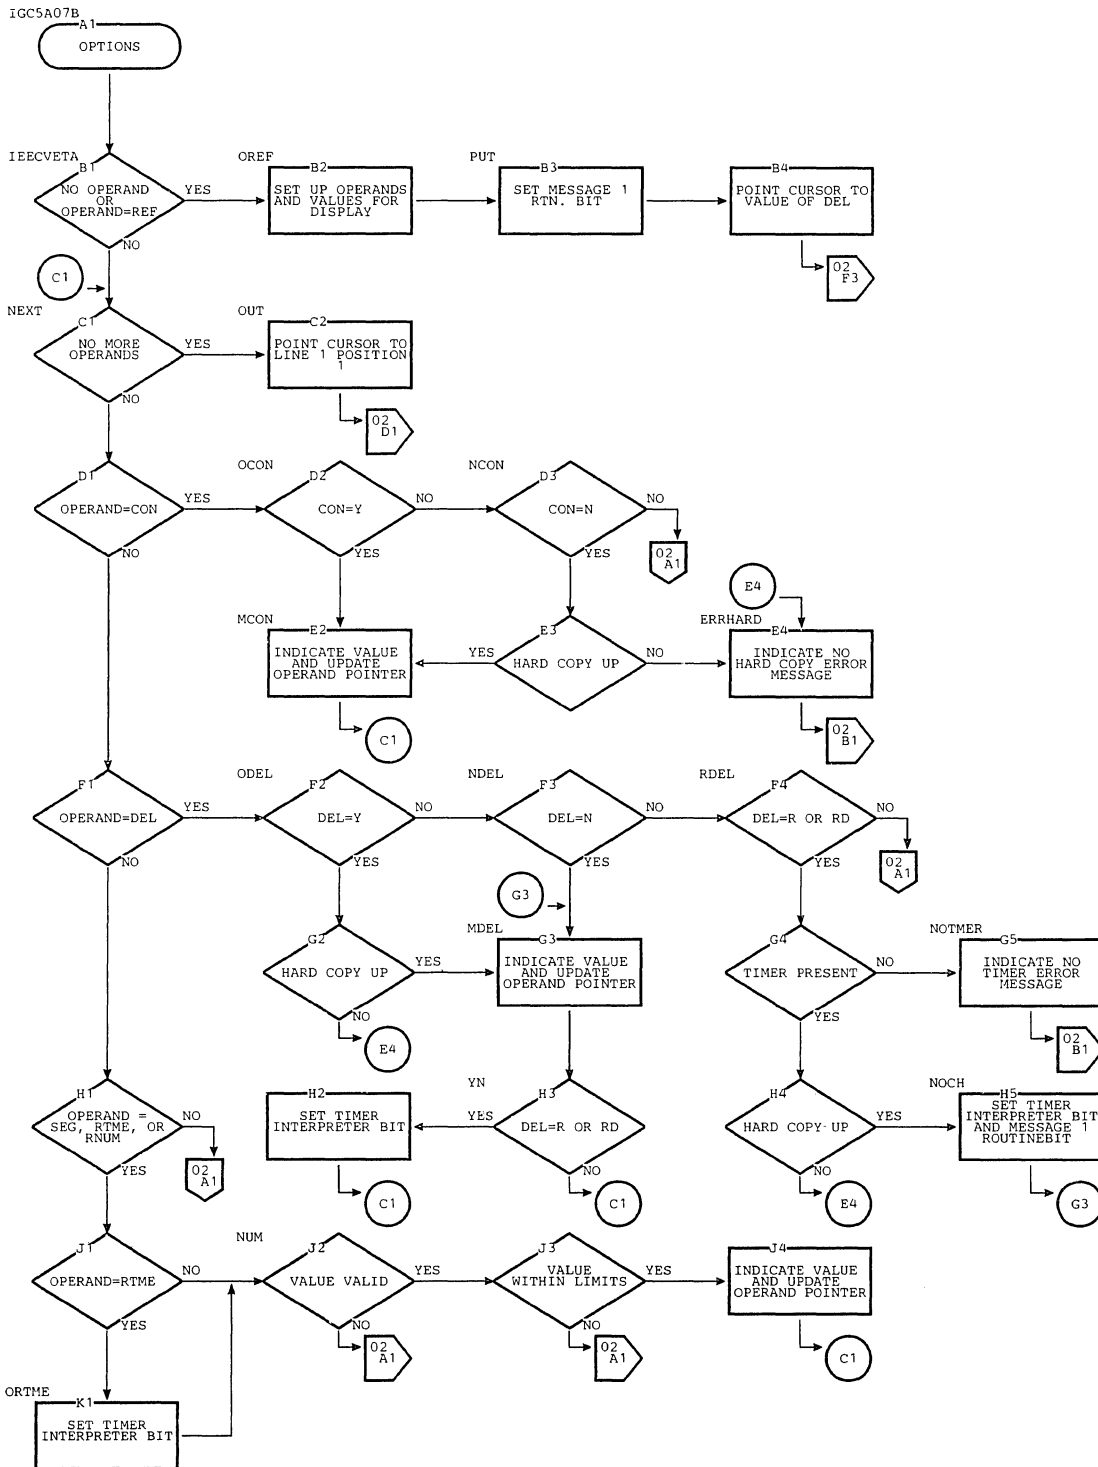 IGC5A07B
A1
OPTIONS
IEECVETA
B1
NO OPERAND
OR
OPERAND=REF
YES
NO
OREF
B2
SET UP OPERANDS
AND VALUES FOR
DISPLAY
PUT
B3
SET MESSAGE 1
RTN. BIT
B4
POINT CURSOR TO
VALUE OF DEL
02
F3
C1
NEXT
C1
NO MORE
OPERANDS
YES
NO
OUT
C2
POINT CURSOR TO
LINE 1 POSITION
1
02
D1
D1
OPERAND=CON
YES
NO
OCON
D2
CON=Y
NO
YES
NCON
D3
CON=N
NO
YES
02
A1
E4
MCON
E2
INDICATE VALUE
AND UPDATE
OPERAND POINTER
C1
E3
HARD COPY UP
YES
NO
ERRHARD
E4
INDICATE NO
HARD COPY ERROR
MESSAGE
02
B1
F1
OPERAND=DEL
YES
NO
ODEL
F2
DEL=Y
NO
YES
NDEL
F3
DEL=N
NO
YES
RDEL
F4
DEL=R OR RD
NO
YES
02
A1
G3
G2
HARD COPY UP
YES
NO
E4
MDEL
G3
INDICATE VALUE
AND UPDATE
OPERAND POINTER
G4
TIMER PRESENT
NO
YES
NOTMER
G5
INDICATE NO
TIMER ERROR
MESSAGE
02
B1
H1
OPERAND =
SEG, RTME, OR
RNUM
NO
YES
02
A1
H2
SET TIMER
INTERPRETER BIT
C1
YN
H3
DEL=R OR RD
YES
NO
C1
H4
HARD COPY UP
YES
NO
E4
NOCH
H5
SET TIMER
INTERPRETER BIT
AND MESSAGE 1
ROUTINEBIT
G3
J1
OPERAND=RTME
NO
YES
NUM
J2
VALUE VALID
YES
NO
02
A1
J3
VALUE
WITHIN LIMITS
YES
NO
02
A1
J4
INDICATE VALUE
AND UPDATE
OPERAND POINTER
C1
ORTME
K1
SET TIMER
INTERPRETER BIT